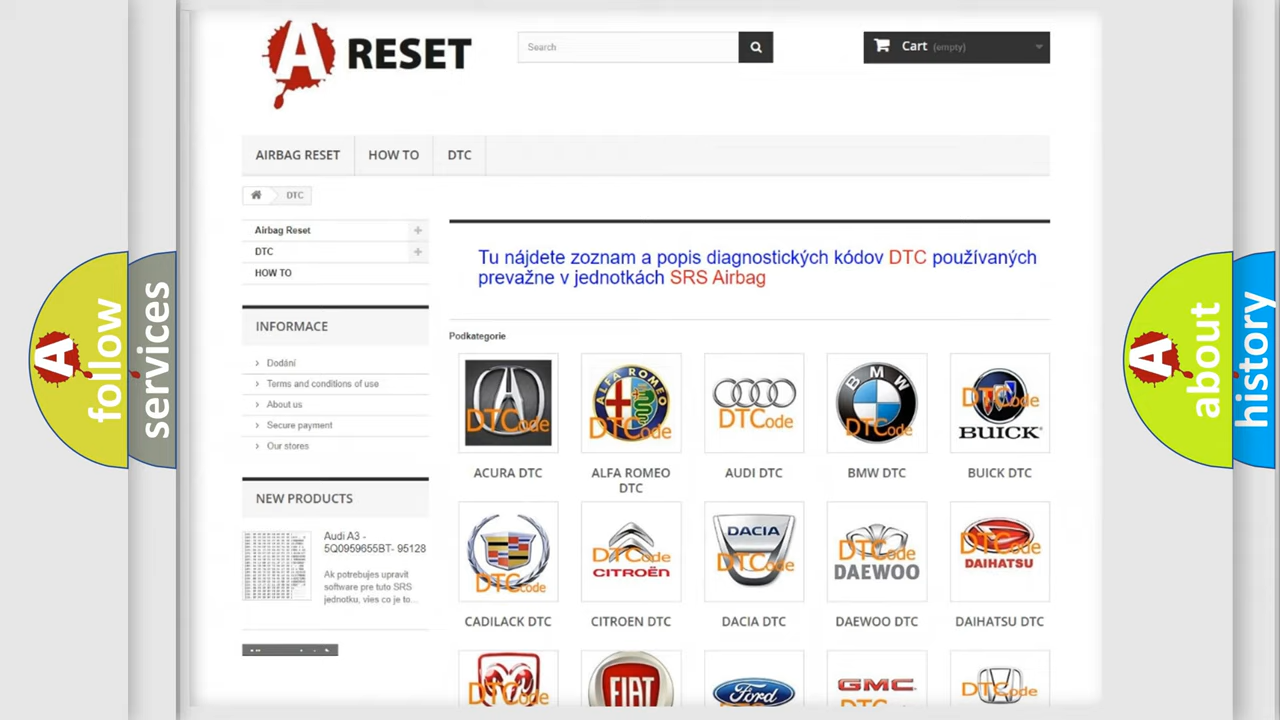 A RESET
Search
Cart (empty)
AIRBAG RESET
HOW TO
DTC
DTC
Airbag Reset
DTC
HOW TO
Tu nájdete zoznam a popis diagnostických kódov DTC používaných
prevažne v jednotkách SRS Airbag
INFORMACE
Dodání
Terms and conditions of use
About us
Secure payment
Our stores
Podkategorie
DTCode
ALFA ROMEO
DTCode
DTCode
BMW
DTCode
DTCode
BUICK
ACURA DTC
ALFA ROMEO
DTC
AUDI DTC
BMW DTC
BUICK DTC
NEW PRODUCTS
Audi A3 -
5Q0959655BT- 95128
Ak potrebujes upravit
software pre tuto SRS
jednotku, vies co je to...
DTCode
DTCode
CITROËN
DACIA
DTCode
DTCode
DAEWOO
DTCode
DAIHATSU
CADILACK DTC
CITROEN DTC
DACIA DTC
DAEWOO DTC
DAIHATSU DTC
DTCode
FIAT
Ford
GMC
DTCode
A follow
services
A about
history